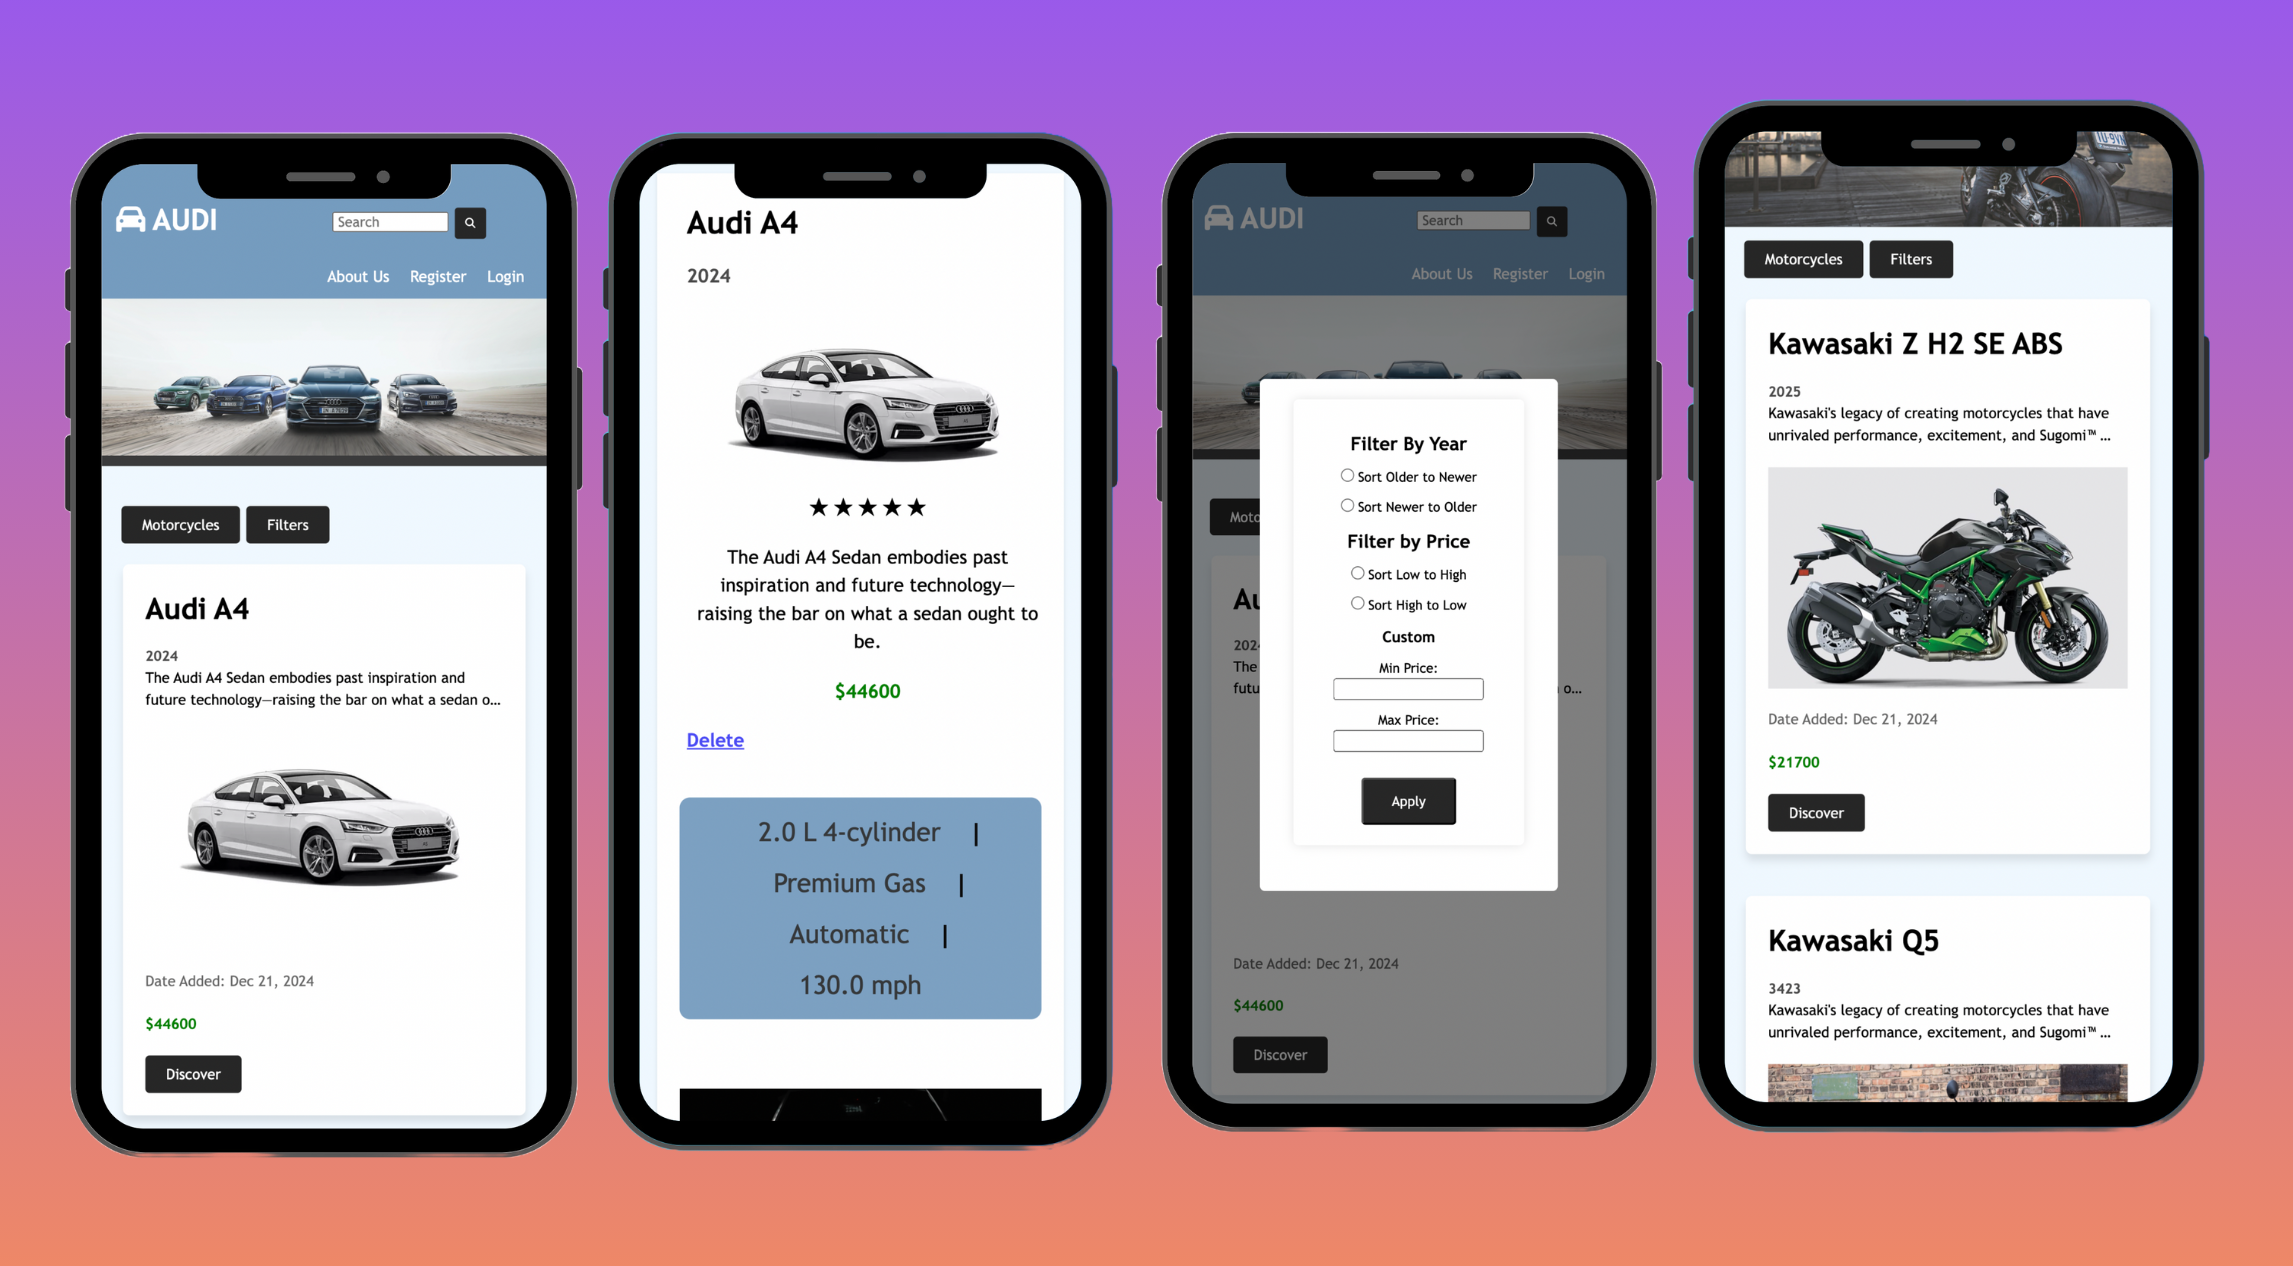 AUDI
Search
About Us Register Login
Motorcycles Filters
Audi A4
2024
The Audi A4 Sedan embodies past inspiration and
future technology—raising the bar on what a sedan o...
Date Added: Dec 21, 2024
$44600
Discover
Audi A4
2024
★★★★★
The Audi A4 Sedan embodies past
inspiration and future technology—
raising the bar on what a sedan ought to
be.
$44600
Delete
2.0 L 4-cylinder |
Premium Gas |
Automatic |
130.0 mph
AUDI
Search
About Us Register Login
Moto
Filter By Year
Sort Older to Newer
Sort Newer to Older
Filter by Price
Sort Low to High
Sort High to Low
Custom
Min Price:
Max Price:
Apply
Au
202
The
futu
o...
Date Added: Dec 21, 2024
$44600
Discover
Motorcycles Filters
Kawasaki Z H2 SE ABS
2025
Kawasaki's legacy of creating motorcycles that have
unrivaled performance, excitement, and Sugomi™ ...
Date Added: Dec 21, 2024
$21700
Discover
Kawasaki Q5
3423
Kawasaki's legacy of creating motorcycles that have
unrivaled performance, excitement, and Sugomi™ ...